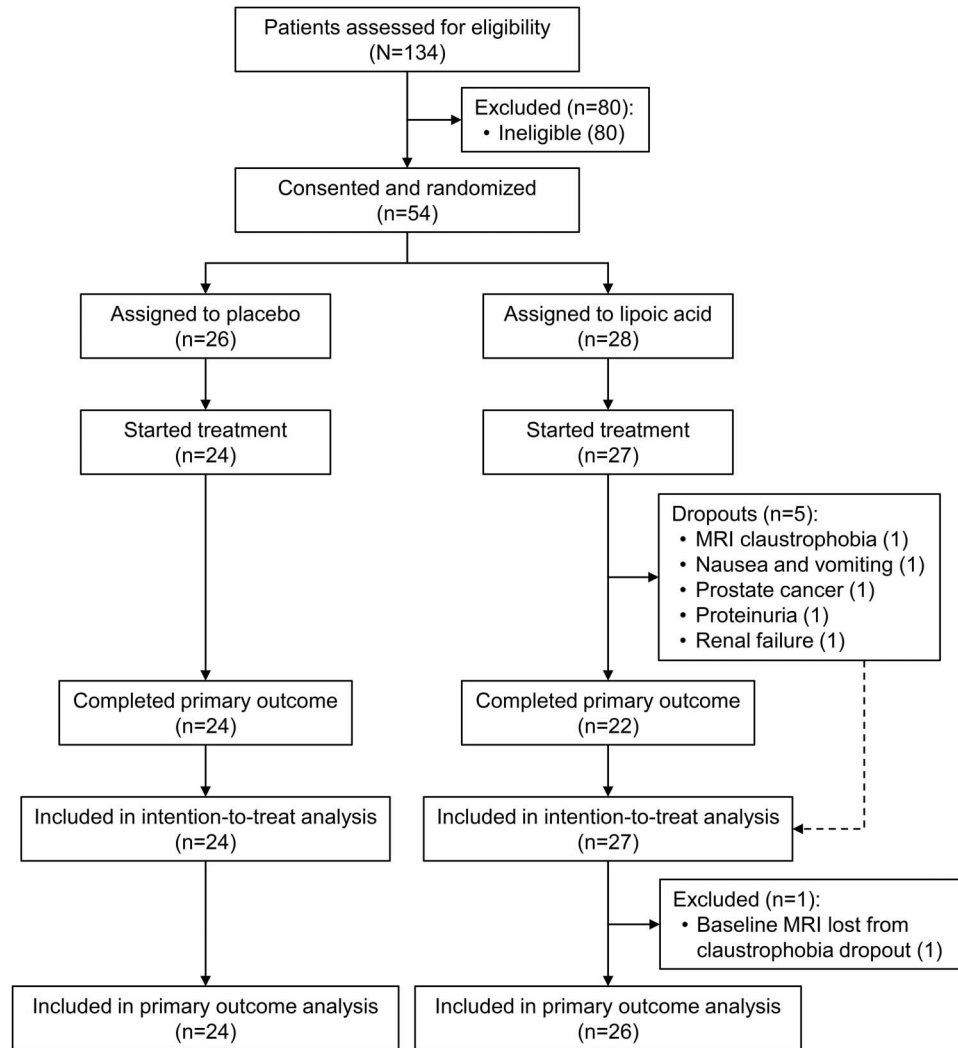 Patients assessed for eligibility
(N=134)
Excluded (n=80):
• Ineligible (80)
Consented and randomized
(n=54)
Assigned to placebo
(n=26)
Assigned to lipoic acid
(n=28)
Started treatment
(n=24)
Started treatment
(n=27)
Dropouts (n=5):
• MRI claustrophobia (1)
• Nausea and vomiting (1)
• Prostate cancer (1)
• Proteinuria (1)
• Renal failure (1)
Completed primary outcome
(n=24)
Completed primary outcome
(n=22)
Included in intention-to-treat analysis
(n=24)
Included in intention-to-treat analysis
(n=27)
Excluded (n=1):
• Baseline MRI lost from
claustrophobia dropout (1)
Included in primary outcome analysis
(n=24)
Included in primary outcome analysis
(n=26)